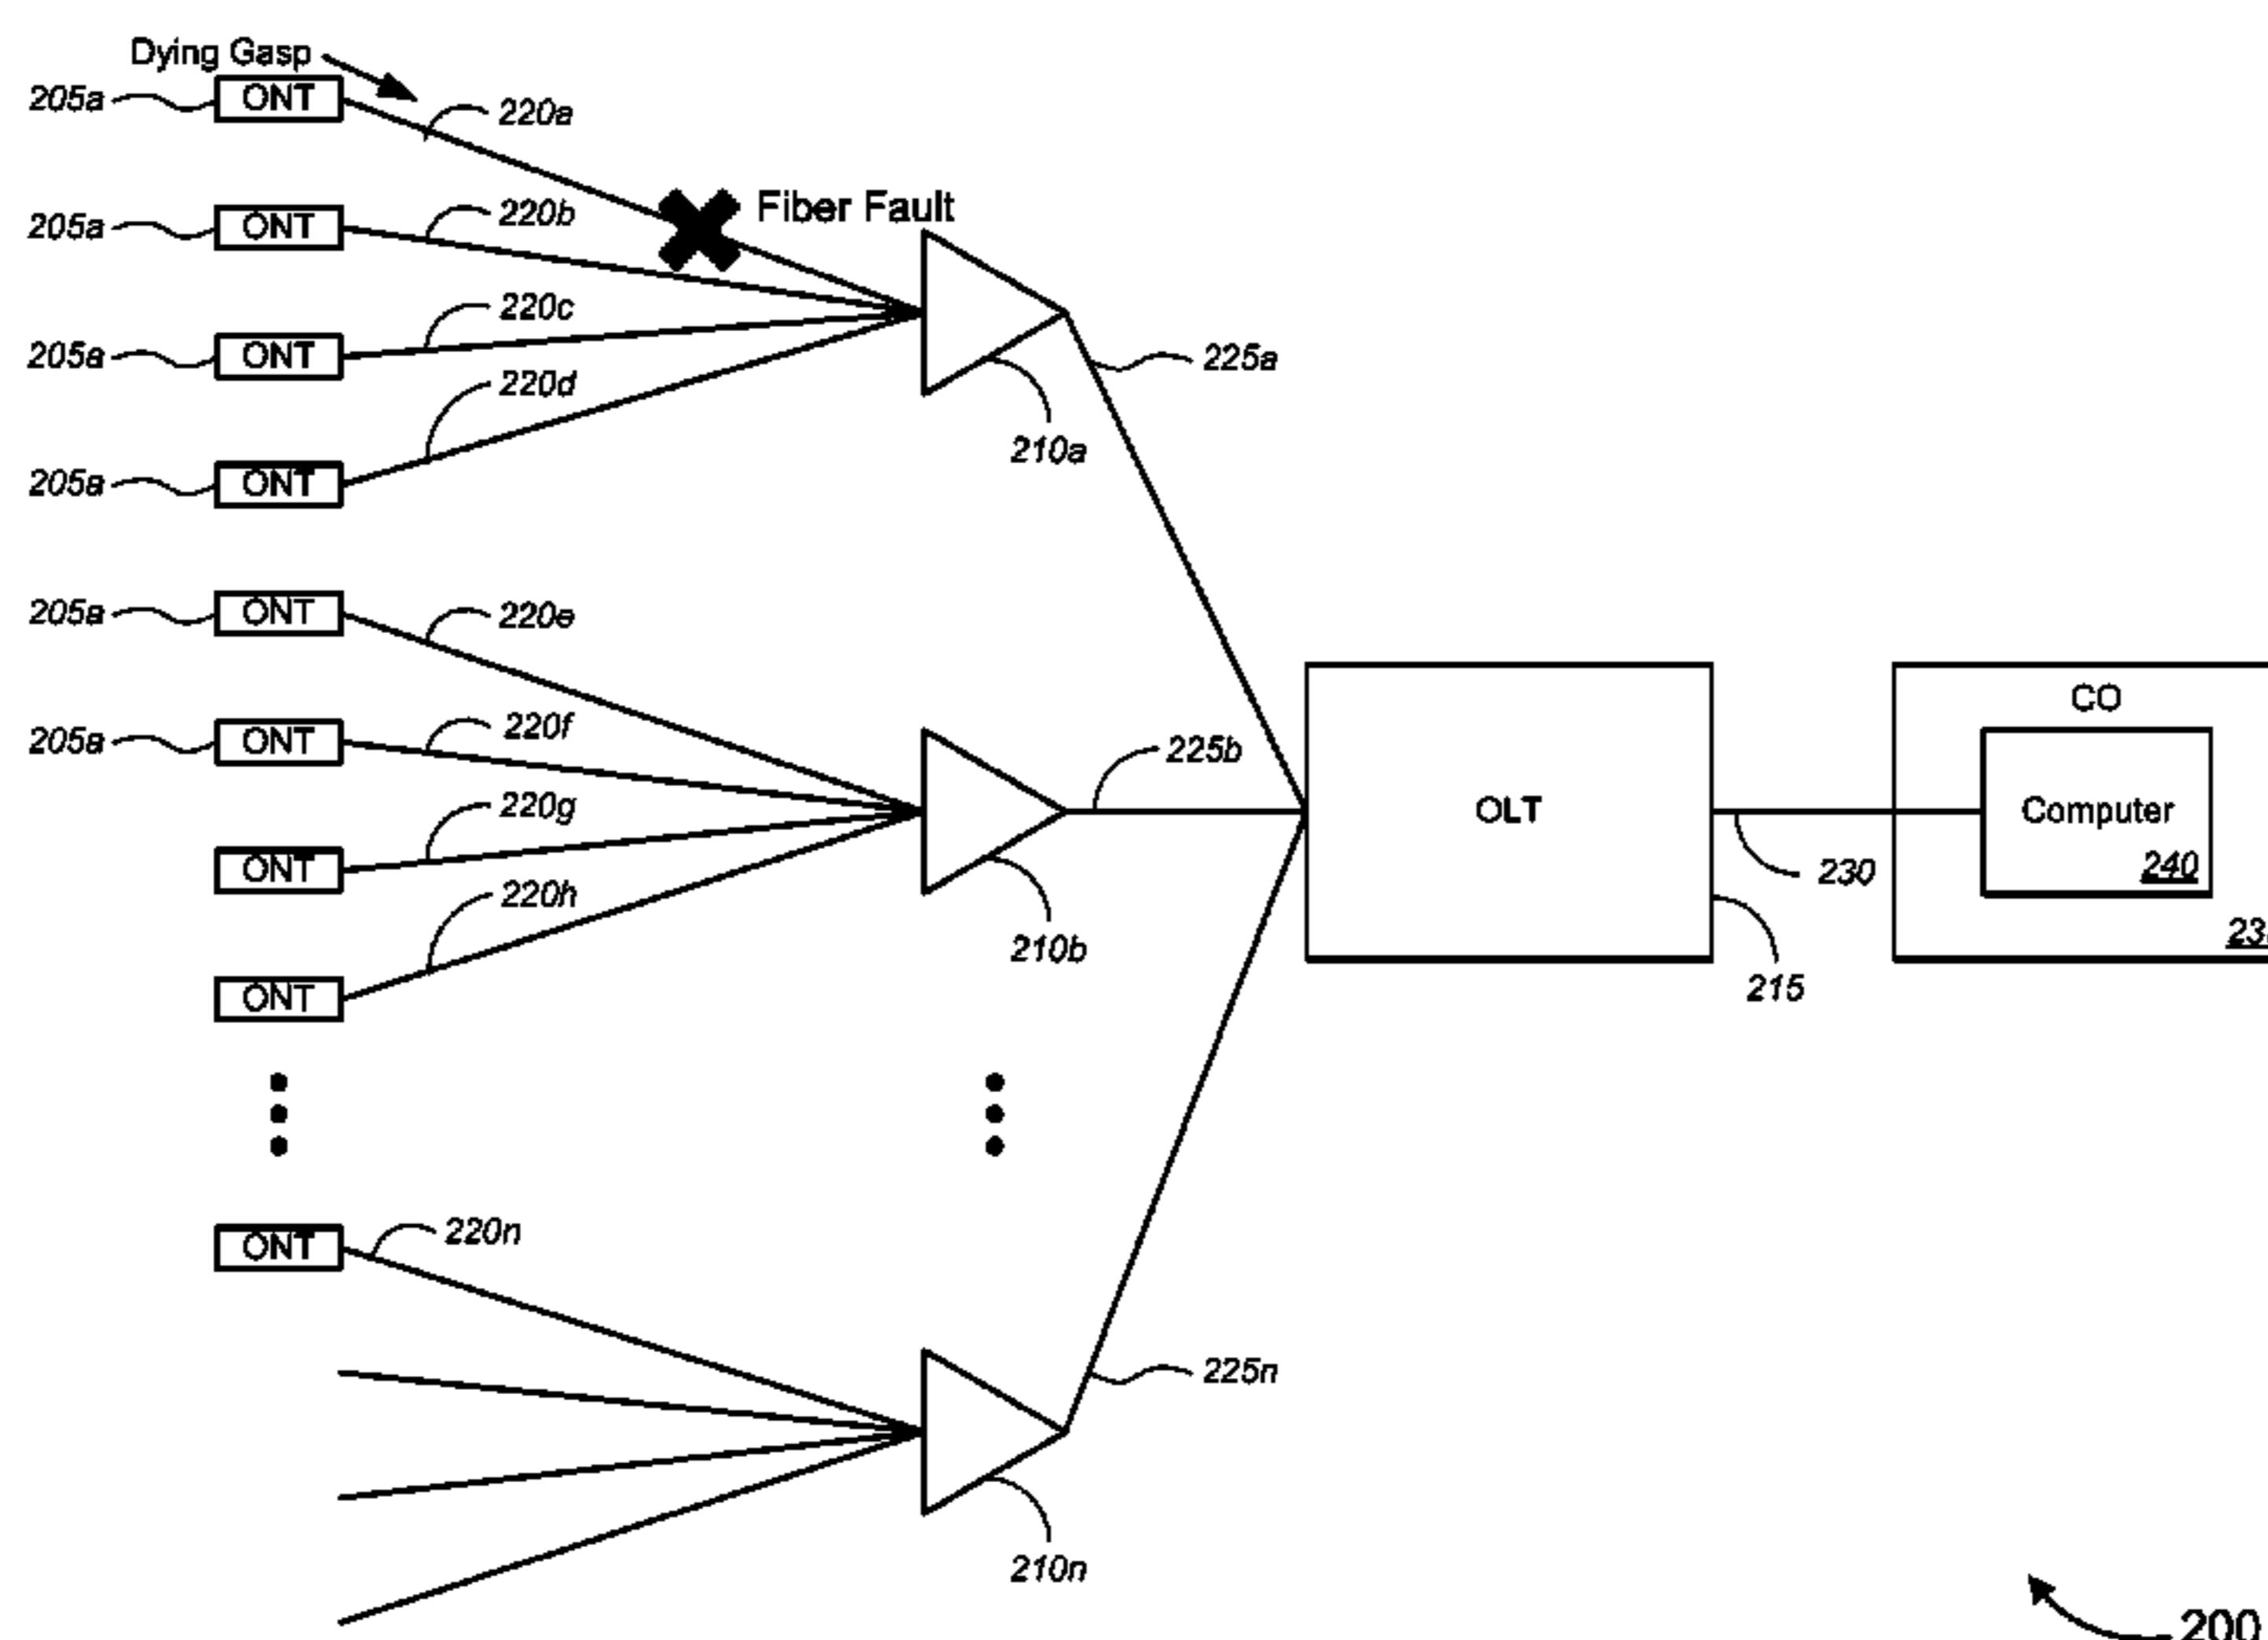 Dying Gasp
205a ONT 220a
205a ONT 220b Fiber Fault
205a ONT 220c
225a
205a ONT 220d
210a
205a ONT 220e
205a ONT 220f
225b
CO
220g
OLT
Computer
240
ONT
230
220h
210b
215
ONT
ONT 220n
225n
210n
200